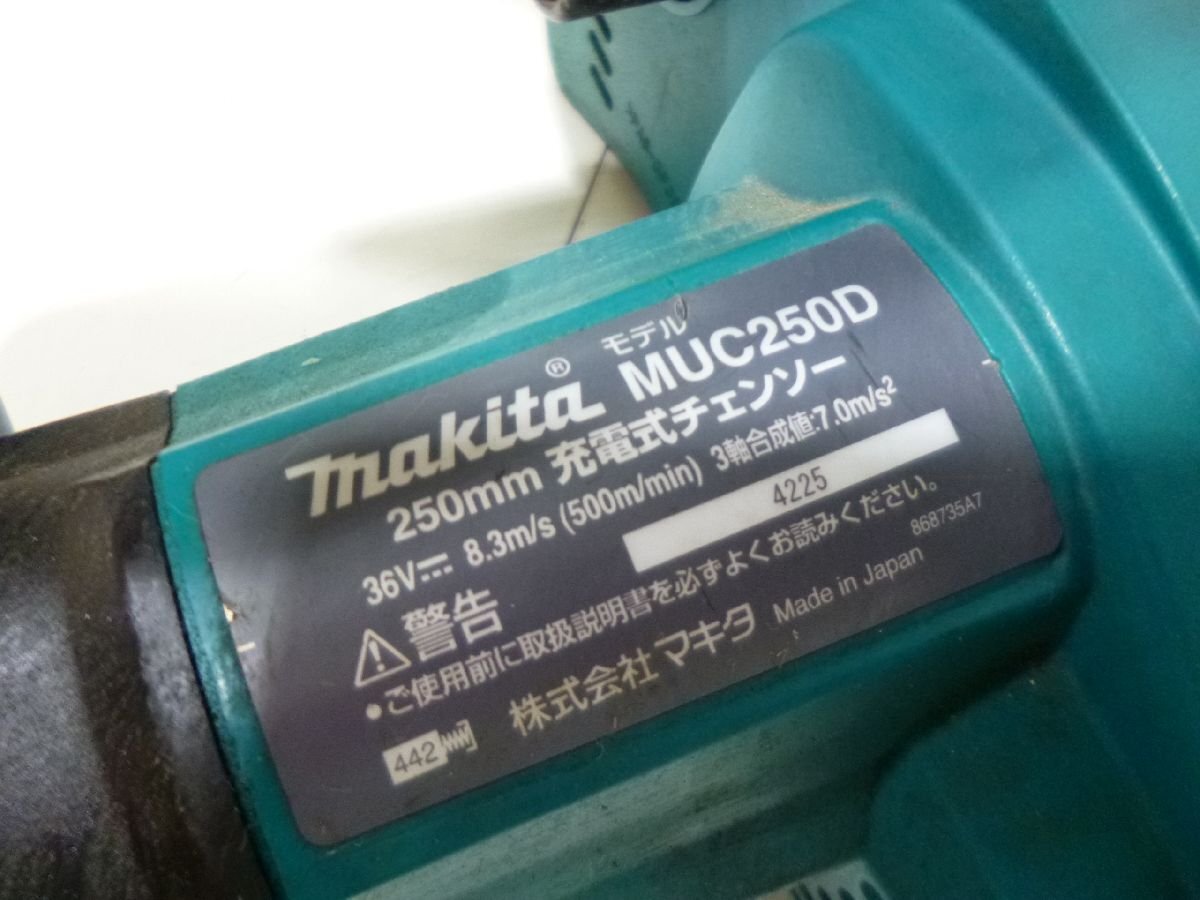 モデル
makita® MUC250D
250mm 充電式チェンソー
36V⎓ 8.3m/s (500m/min) 3軸合成値:7.0m/s²
4225
⚠警告
●ご使用前に取扱説明書を必ずよくお読みください。
868735A7
442
株式会社マキタ Made in Japan